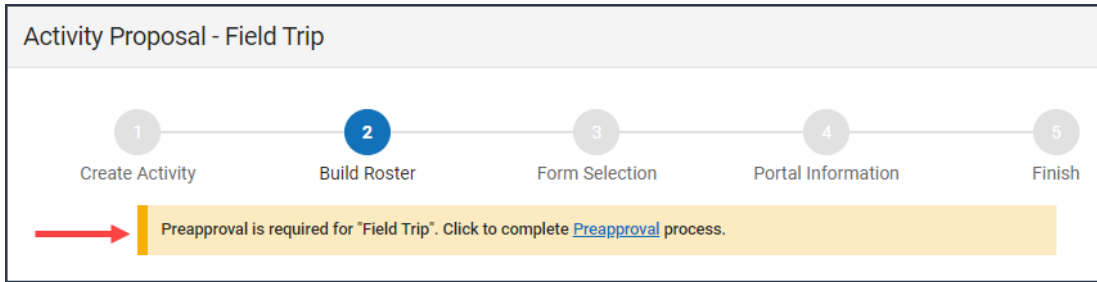 Activity Proposal - Field Trip
1 2 3 4 5
Create Activity Build Roster Form Selection Portal Information Finish
Preapproval is required for "Field Trip". Click to complete Preapproval process.